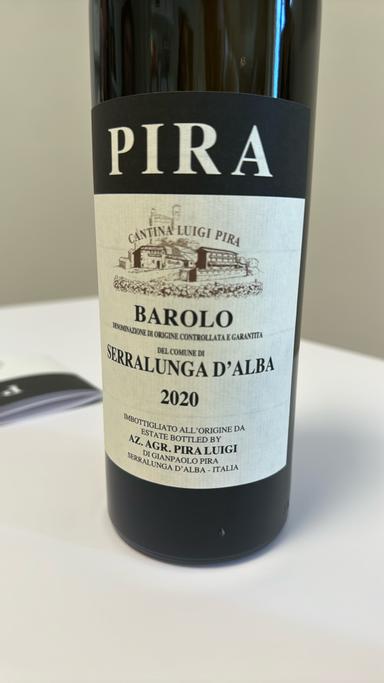 PIRA
CANTINA LUIGI PIRA
BAROLO
DENOMINAZIONE DI ORIGINE CONTROLLATA E GARANTITA
DEL COMUNE DI
SERRALUNGA D'ALBA
2020
IMBOTTIGLIATO ALL'ORIGINE DA
ESTATE BOTTLED BY
AZ. AGR. PIRA LUIGI
DI GIANPAOLO PIRA
SERRALUNGA D'ALBA - ITALIA